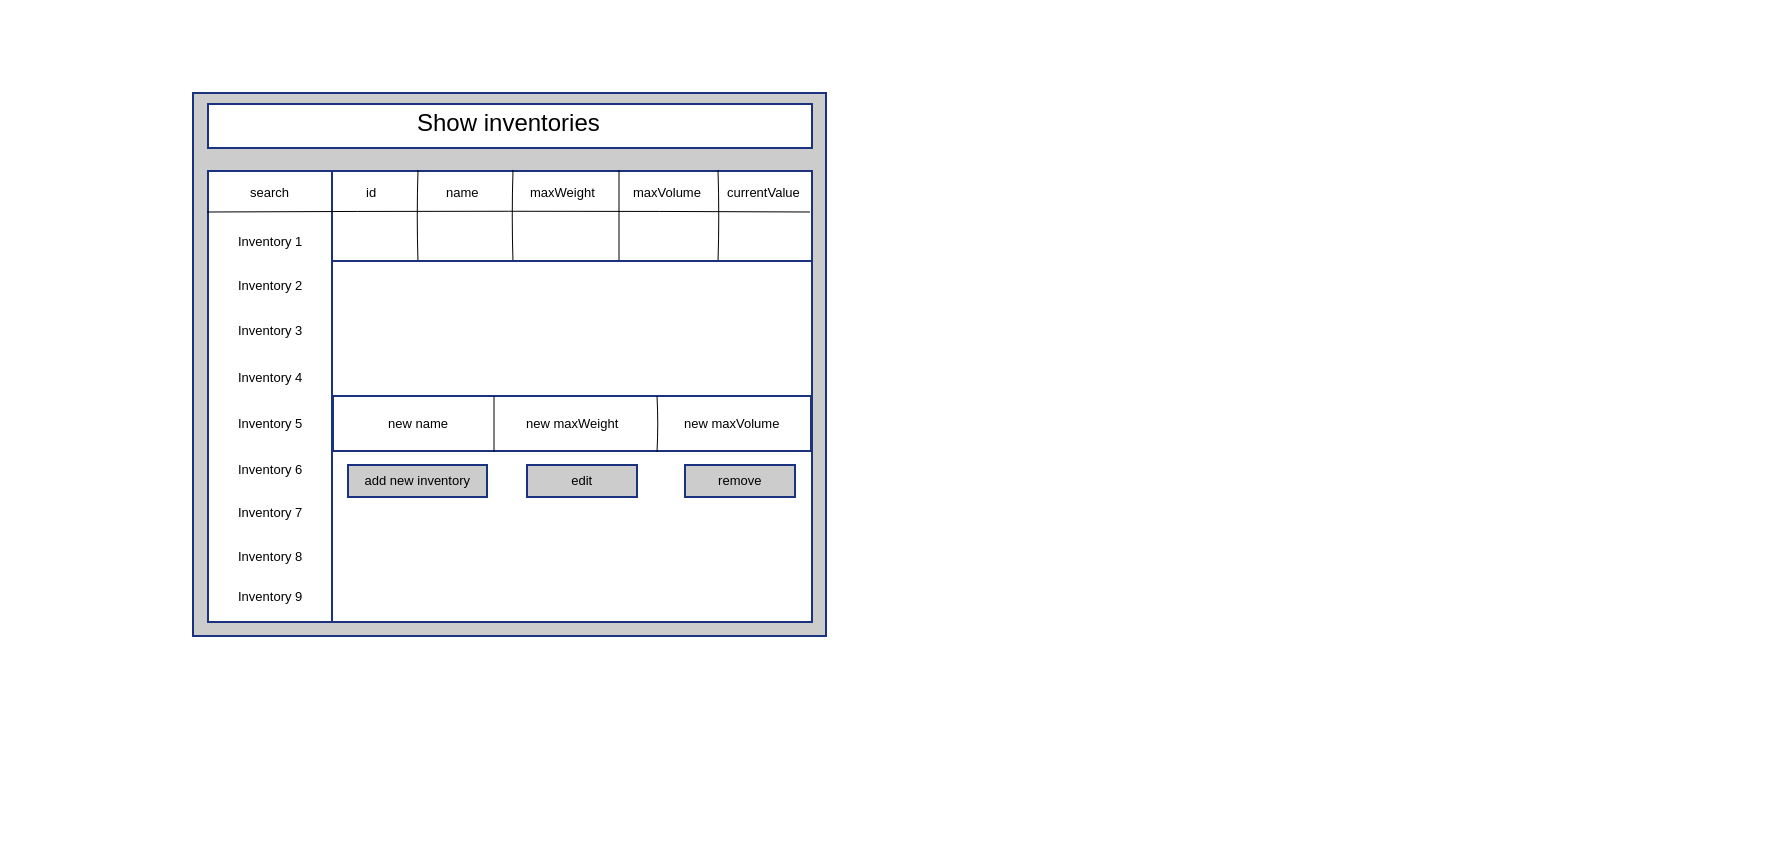 Show inventories
search id name maxWeight maxVolume currentValue
Inventory 1
Inventory 2
Inventory 3
Inventory 4
Inventory 5 new name new maxWeight new maxVolume
Inventory 6
add new inventory edit remove
Inventory 7
Inventory 8
Inventory 9